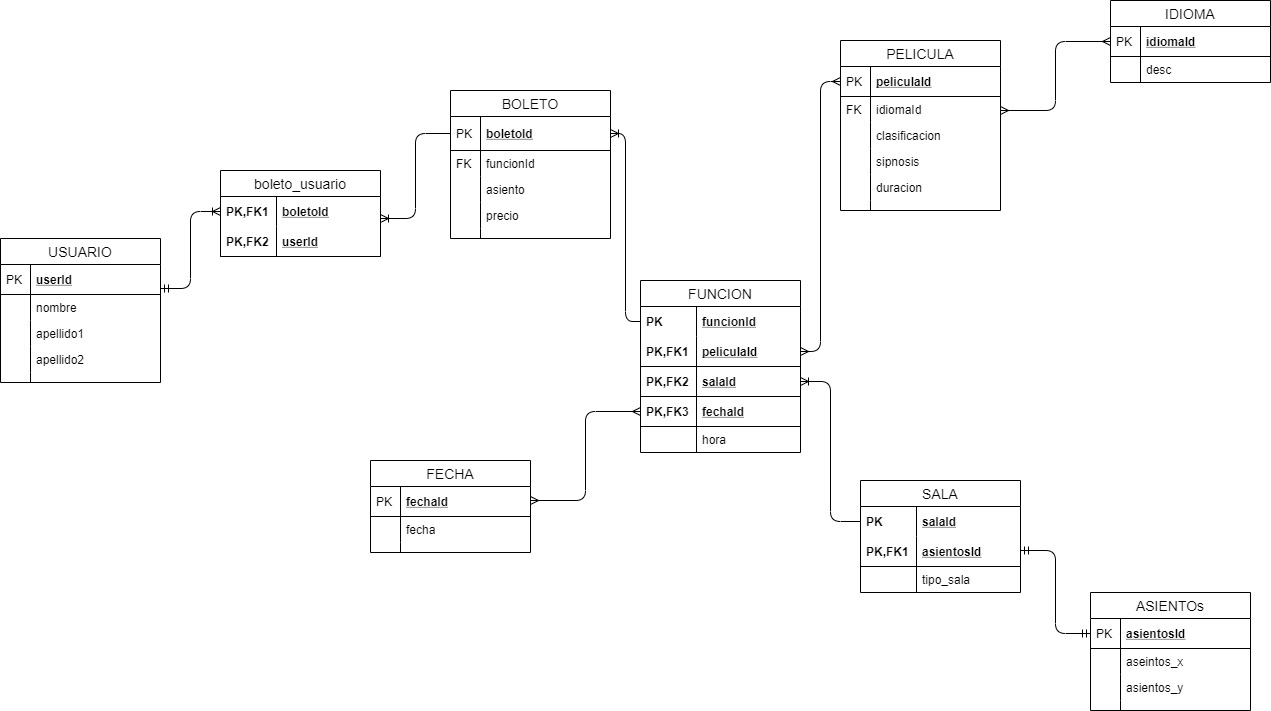 IDIOMA
PK idiomaId
desc
PELICULA
PK peliculaId
FK idiomaId
clasificacion
sipnosis
duracion
BOLETO
PK boletoId
FK funcionId
asiento
precio
boleto_usuario
PK,FK1 boletoId
PK,FK2 userId
USUARIO
PK userId
nombre
apellido1
apellido2
FUNCION
PK funcionId
PK,FK1 peliculaId
PK,FK2 salaId
PK,FK3 fechaId
hora
FECHA
PK fechaId
fecha
SALA
PK salaId
PK,FK1 asientosId
tipo_sala
ASIENTOs
PK asientosId
aseintos_x
asientos_y